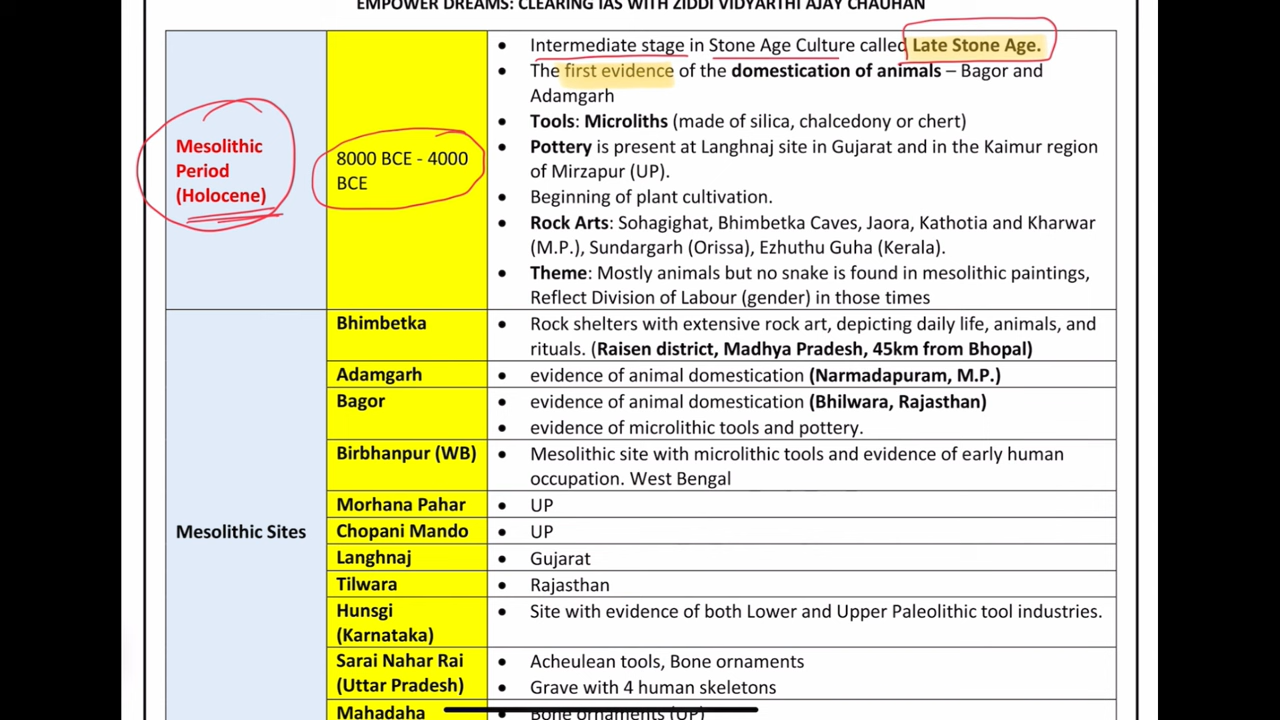 EMPOWER DREAMS: CLEARING IAS WITH ZIDDI VIDYARTHI AJAY CHAUHAN
Mesolithic
Period
(Holocene)
8000 BCE - 4000
BCE
• Intermediate stage in Stone Age Culture called Late Stone Age.
• The first evidence of the domestication of animals – Bagor and
Adamgarh
• Tools: Microliths (made of silica, chalcedony or chert)
• Pottery is present at Langhnaj site in Gujarat and in the Kaimur region
of Mirzapur (UP).
• Beginning of plant cultivation.
• Rock Arts: Sohagighat, Bhimbetka Caves, Jaora, Kathotia and Kharwar
(M.P.), Sundargarh (Orissa), Ezhuthu Guha (Kerala).
• Theme: Mostly animals but no snake is found in mesolithic paintings,
Reflect Division of Labour (gender) in those times
Mesolithic Sites
Bhimbetka
• Rock shelters with extensive rock art, depicting daily life, animals, and
rituals. (Raisen district, Madhya Pradesh, 45km from Bhopal)
Adamgarh
• evidence of animal domestication (Narmadapuram, M.P.)
Bagor
• evidence of animal domestication (Bhilwara, Rajasthan)
• evidence of microlithic tools and pottery.
Birbhanpur (WB)
• Mesolithic site with microlithic tools and evidence of early human
occupation. West Bengal
Morhana Pahar
• UP
Chopani Mando
• UP
Langhnaj
• Gujarat
Tilwara
• Rajasthan
Hunsgi
(Karnataka)
• Site with evidence of both Lower and Upper Paleolithic tool industries.
Sarai Nahar Rai
(Uttar Pradesh)
• Acheulean tools, Bone ornaments
• Grave with 4 human skeletons
Mahadaha
• Bone ornaments (UP)